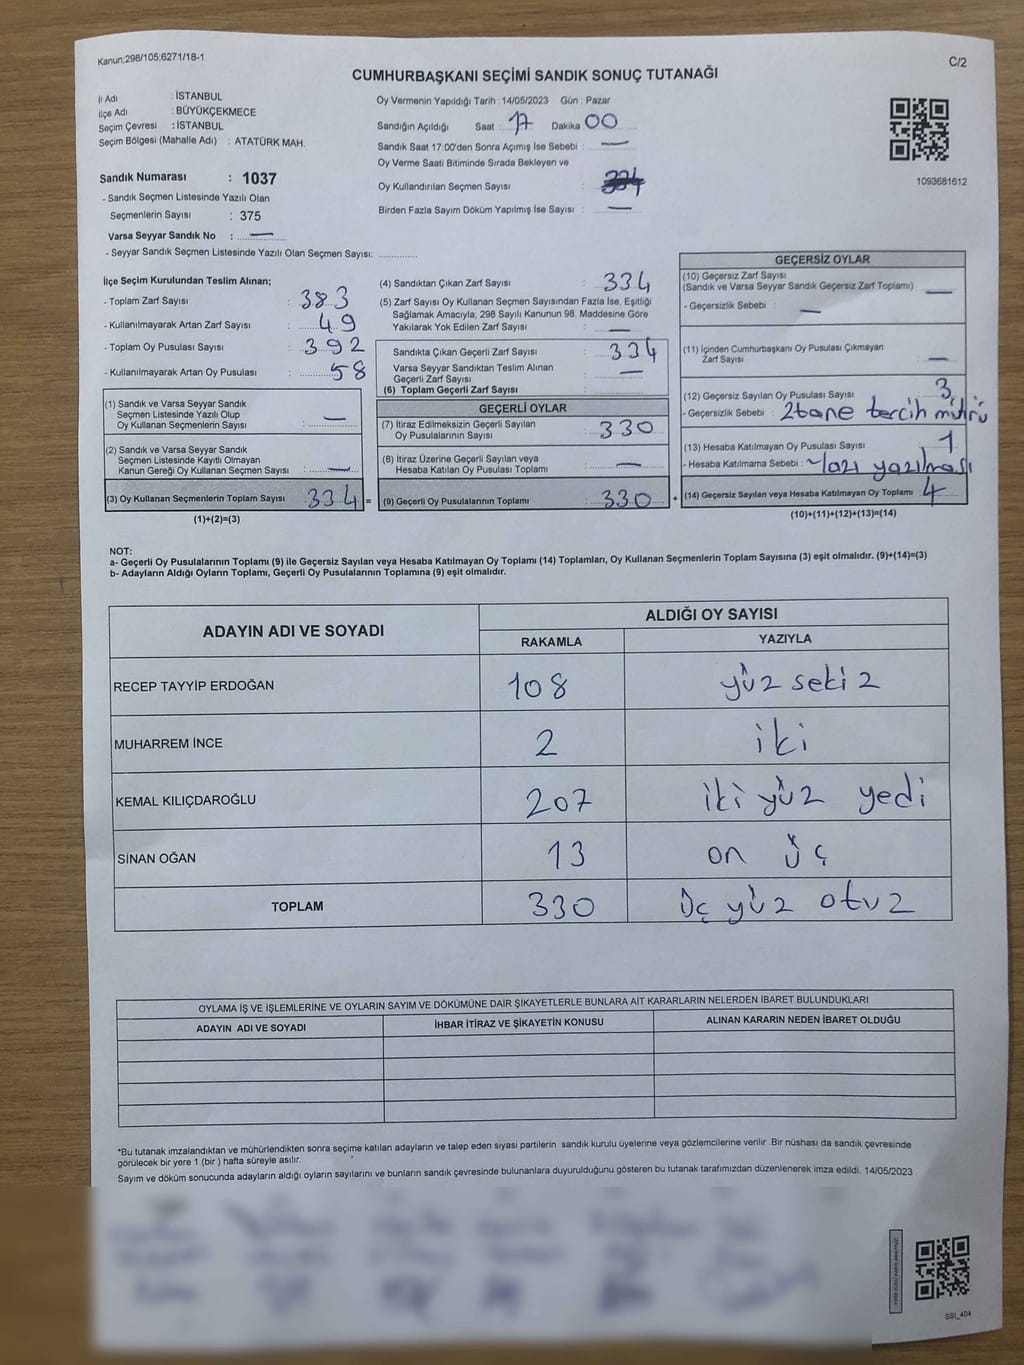 Kanun;298/105;6271/18-1
C/2
CUMHURBAŞKANI SEÇİMİ SANDIK SONUÇ TUTANAĞI
İl Adı : İSTANBUL
İlçe Adı : BÜYÜKÇEKMECE
Seçim Çevresi : İSTANBUL
Seçim Bölgesi (Mahalle Adı) : ATATÜRK MAH.
Sandık Numarası : 1037
- Sandık Seçmen Listesinde Yazılı Olan
Seçmenlerin Sayısı : 375
Varsa Seyyar Sandık No : —
- Seyyar Sandık Seçmen Listesinde Yazılı Olan Seçmen Sayısı: ............
Oy Vermenin Yapıldığı Tarih : 14/05/2023 Gün : Pazar
Sandığın Açıldığı Saat : 17 Dakika : 00
Sandık Saat 17:00'den Sonra Açımış İse Sebebi : —
Oy Verme Saati Bitiminde Sırada Bekleyen ve
Oy Kullandırılan Seçmen Sayısı :
Birden Fazla Sayım Döküm Yapılmış İse Sayısı : —
1093681612
İlçe Seçim Kurulundan Teslim Alınan;
- Toplam Zarf Sayısı : 383
- Kullanılmayarak Artan Zarf Sayısı : 49
- Toplam Oy Pusulası Sayısı : 392
- Kullanılmayarak Artan Oy Pusulası : 58
(1) Sandık ve Varsa Seyyar Sandık
Seçmen Listesinde Yazılı Olup
Oy Kullanan Seçmenlerin Sayısı : —
(2) Sandık ve Varsa Seyyar Sandık
Seçmen Listesinde Kayıtlı Olmayan
Kanun Gereği Oy Kullanan Seçmen Sayısı : —
(3) Oy Kullanan Seçmenlerin Toplam Sayısı : 334 =
(1)+(2)=(3)
(4) Sandıktan Çıkan Zarf Sayısı : 334
(5) Zarf Sayısı Oy Kullanan Seçmen Sayısından Fazla İse, Eşitliği
Sağlamak Amacıyla; 298 Sayılı Kanunun 98. Maddesine Göre
Yakılarak Yok Edilen Zarf Sayısı : —
Sandıkta Çıkan Geçerli Zarf Sayısı : 334
Varsa Seyyar Sandıktan Teslim Alınan
Geçerli Zarf Sayısı : —
(6) Toplam Geçerli Zarf Sayısı :
GEÇERLİ OYLAR
(7) İtiraz Edilmeksizin Geçerli Sayılan
Oy Pusulalarının Sayısı : 330
(8) İtiraz Üzerine Geçerli Sayılan veya
Hesaba Katılan Oy Pusulası Toplamı : —
(9) Geçerli Oy Pusulalarının Toplamı : 330 +
GEÇERSİZ OYLAR
(10) Geçersiz Zarf Sayısı
(Sandık ve Varsa Seyyar Sandık Geçersiz Zarf Toplamı) —
- Geçersizlik Sebebi : —
(11) İçinden Cumhurbaşkanı Oy Pusulası Çıkmayan
Zarf Sayısı : —
(12) Geçersiz Sayılan Oy Pusulası Sayısı : 3
- Geçersizlik Sebebi : 2 tane tercih mührü
(13) Hesaba Katılmayan Oy Pusulası Sayısı : 1
- Hesaba Katılmama Sebebi : Yazı yazılması
(14) Geçersiz Sayılan veya Hesaba Katılmayan Oy Toplamı : 4
(10)+(11)+(12)+(13)=(14)
NOT:
a- Geçerli Oy Pusulalarının Toplamı (9) ile Geçersiz Sayılan veya Hesaba Katılmayan Oy Toplamı (14) Toplamları, Oy Kullanan Seçmenlerin Toplam Sayısına (3) eşit olmalıdır. (9)+(14)=(3)
b- Adayların Aldığı Oyların Toplamı, Geçerli Oy Pusulalarının Toplamına (9) eşit olmalıdır.
ADAYIN ADI VE SOYADI ALDIĞI OY SAYISI
RAKAMLA YAZIYLA
RECEP TAYYİP ERDOĞAN 108 yüz sekiz
MUHARREM İNCE 2 iki
KEMAL KILIÇDAROĞLU 207 iki yüz yedi
SİNAN OĞAN 13 on üç
TOPLAM 330 üç yüz otuz
OYLAMA İŞ VE İŞLEMLERİNE VE OYLARIN SAYIM VE DÖKÜMÜNE DAİR ŞİKAYETLERLE BUNLARA AİT KARARLARIN NELERDEN İBARET BULUNDUKLARI
ADAYIN ADI VE SOYADI İHBAR İTİRAZ VE ŞİKAYETİN KONUSU ALINAN KARARIN NEDEN İBARET OLDUĞU
*Bu tutanak imzalandıktan ve mühürlendikten sonra seçime katılan adayların ve talep eden siyasi partilerin sandık kurulu üyelerine veya gözlemcilerine verilir. Bir nüshası da sandık çevresinde
görülecek bir yere 1 (bir ) hafta süreyle asılır.
Sayım ve döküm sonucunda adayların aldığı oyların sayılarını ve bunların sandık çevresinde bulunanlara duyurulduğunu gösteren bu tutanak tarafımızdan düzenlenerek imza edildi. 14/05/2023
SSI_404